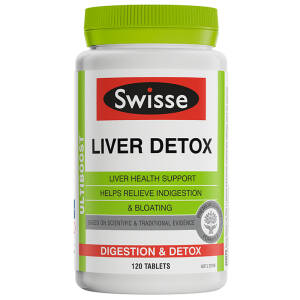 Swisse
ULTIBOOST
LIVER DETOX
LIVER HEALTH SUPPORT
HELPS RELIEVE INDIGESTION
& BLOATING
BASED ON SCIENTIFIC & TRADITIONAL EVIDENCE
DIGESTION & DETOX
120 TABLETS